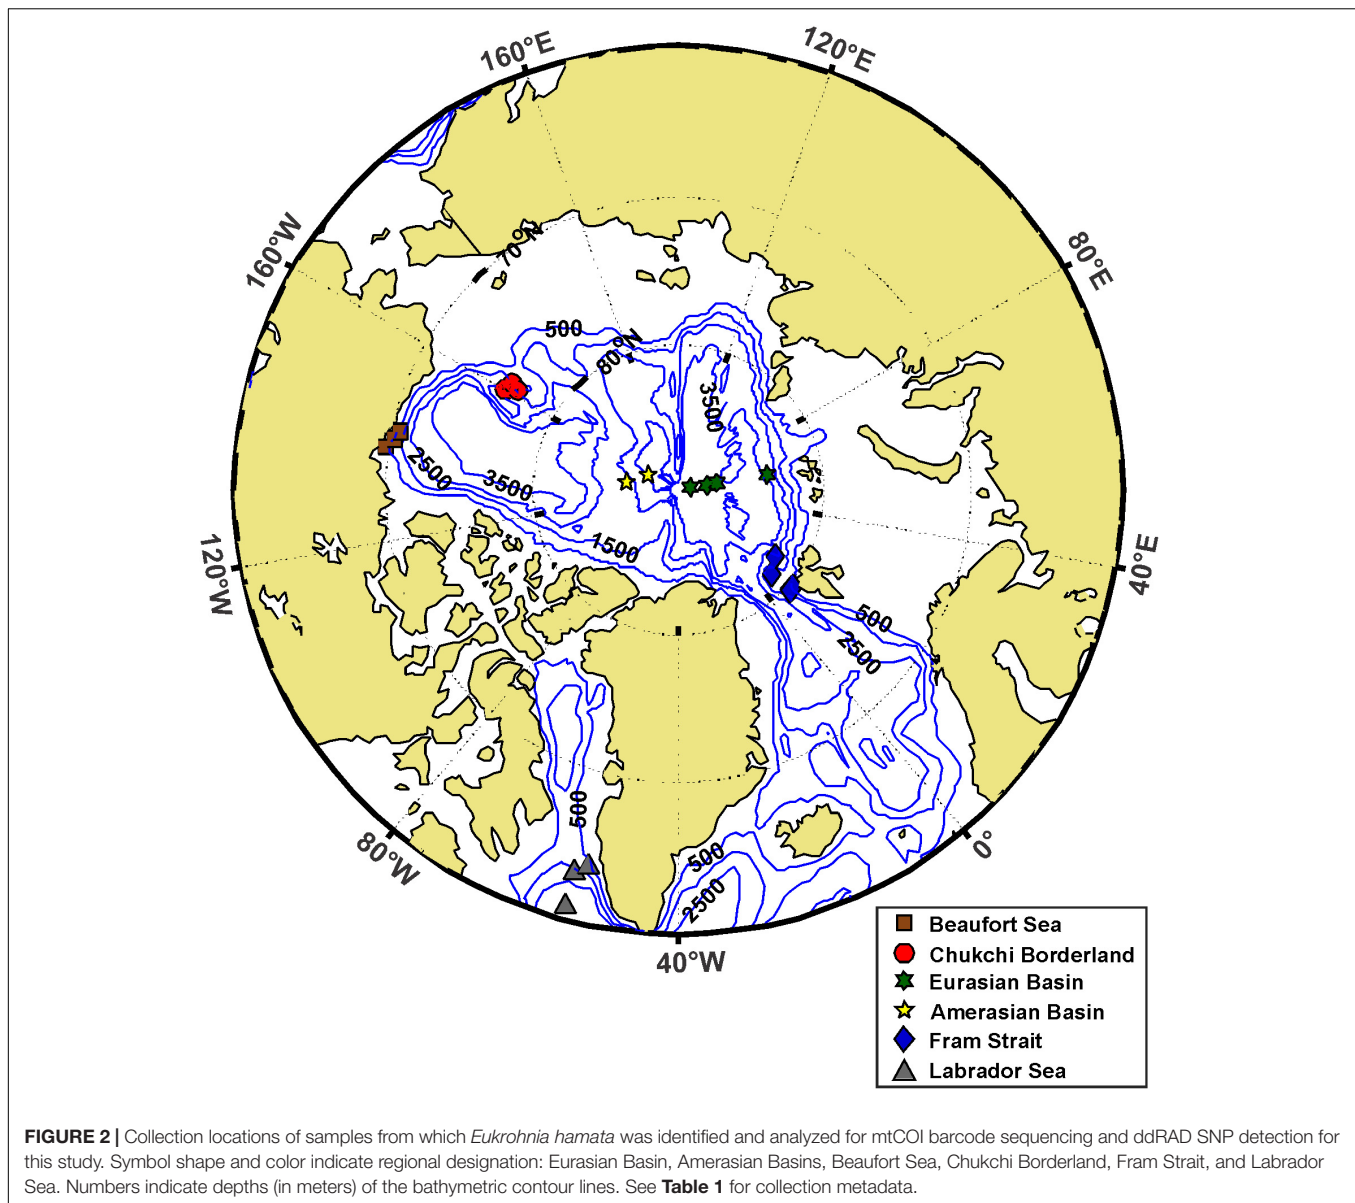 160°E
120°E
160°W
80°E
70°N
500
80°N
3500
2500
3500
1500
120°W
40°E
500
2500
500
80°W
500
2500
0°
40°W
Beaufort Sea
Chukchi Borderland
Eurasian Basin
Amerasian Basin
Fram Strait
Labrador Sea
FIGURE 2 | Collection locations of samples from which Eukrohnia hamata was identified and analyzed for mtCOI barcode sequencing and ddRAD SNP detection for
this study. Symbol shape and color indicate regional designation: Eurasian Basin, Amerasian Basins, Beaufort Sea, Chukchi Borderland, Fram Strait, and Labrador
Sea. Numbers indicate depths (in meters) of the bathymetric contour lines. See Table 1 for collection metadata.